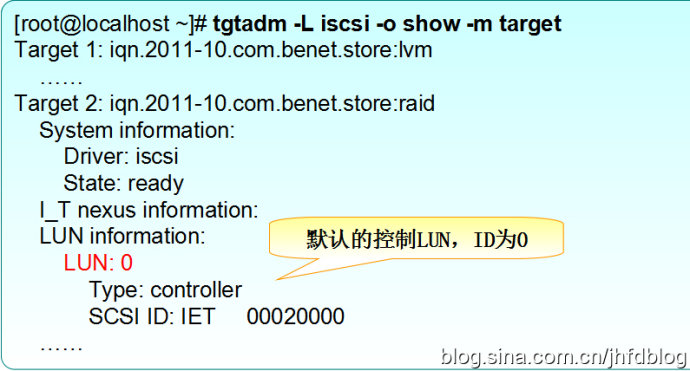 [root@localhost ~]# tgtadm -L iscsi -o show -m target
Target 1: iqn.2011-10.com.benet.store:lvm
……
Target 2: iqn.2011-10.com.benet.store:raid
System information:
Driver: iscsi
State: ready
I_T nexus information:
LUN information:
默认的控制LUN，ID为0
LUN: 0
Type: controller
SCSI ID: IET 00020000
……
blog.sina.com.cn/jhfdblog